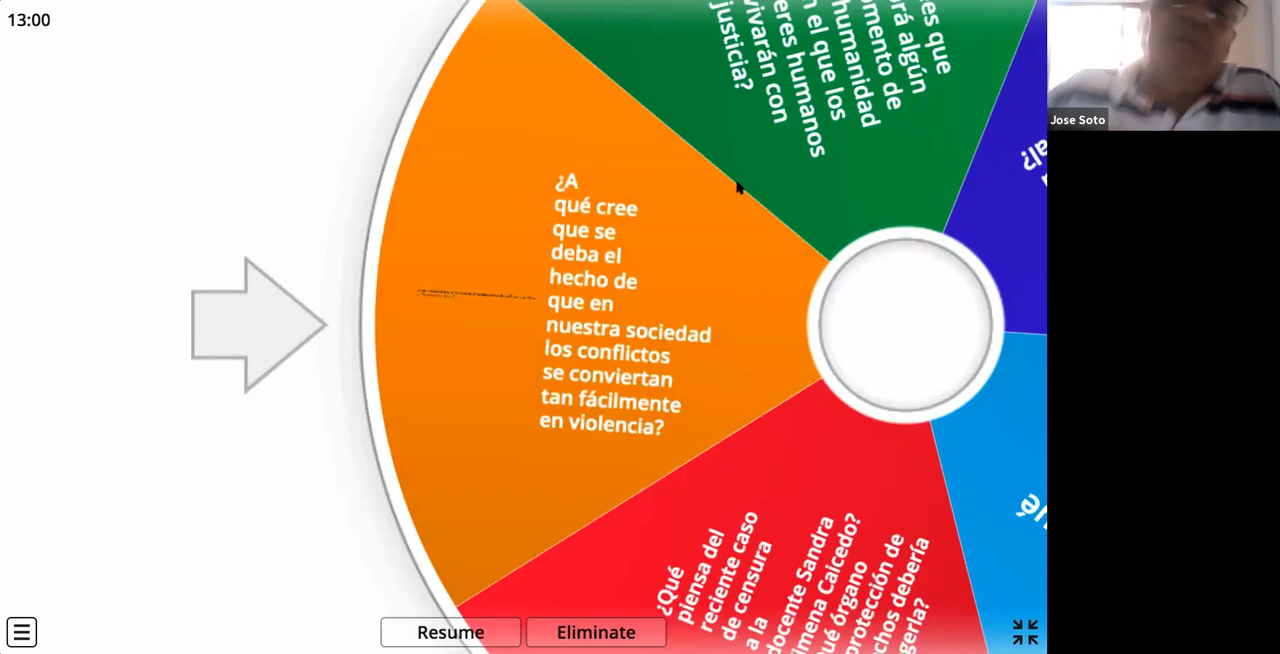 13:00
es que
rá algún
mento de
humanidad
el que los
eres humanos
vivarán con
justicia?
Jose Soto
¿A
qué cree
que se
deba el
hecho de
que en
nuestra sociedad
los conflictos
se conviertan
tan fácilmente
en violencia?
¿Qué
piensa del
reciente caso
de censura
a la
docente Sandra
imena Caicedo?
ué órgano
protección de
chos debería
gerla?
Resume
Eliminate